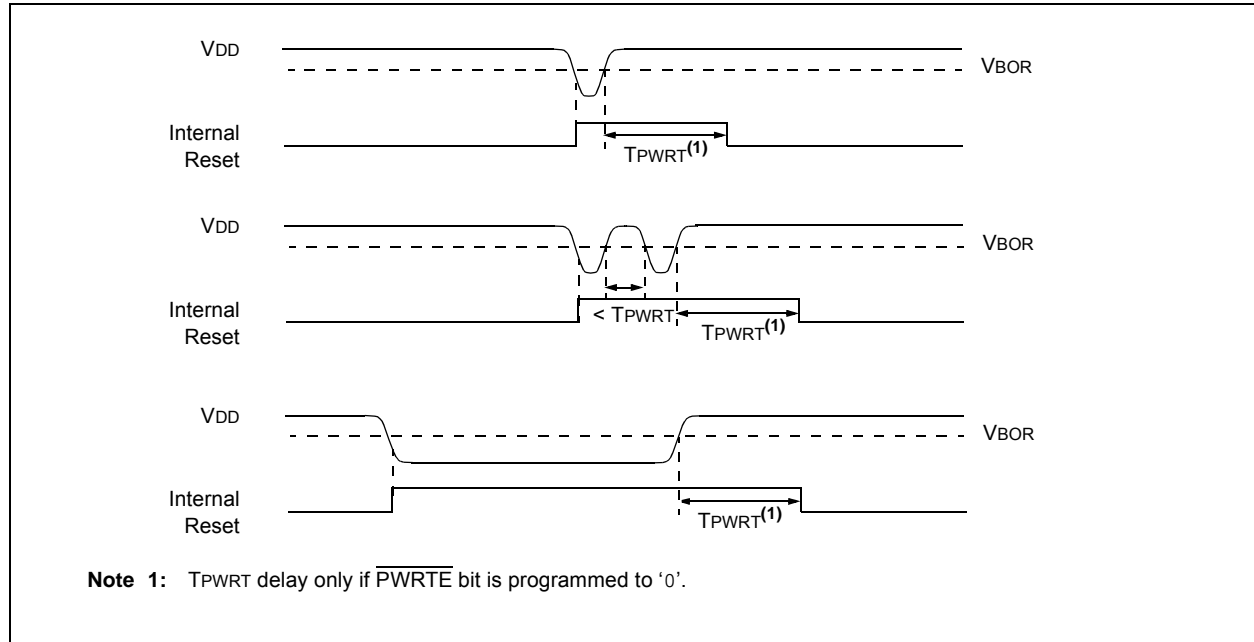 VDD
VBOR
Internal
Reset
TPWRT(1)
VDD
VBOR
Internal
Reset
< TPWRT
TPWRT(1)
VDD
VBOR
Internal
Reset
TPWRT(1)
Note 1: TPWRT delay only if PWRTE bit is programmed to ‘0’.